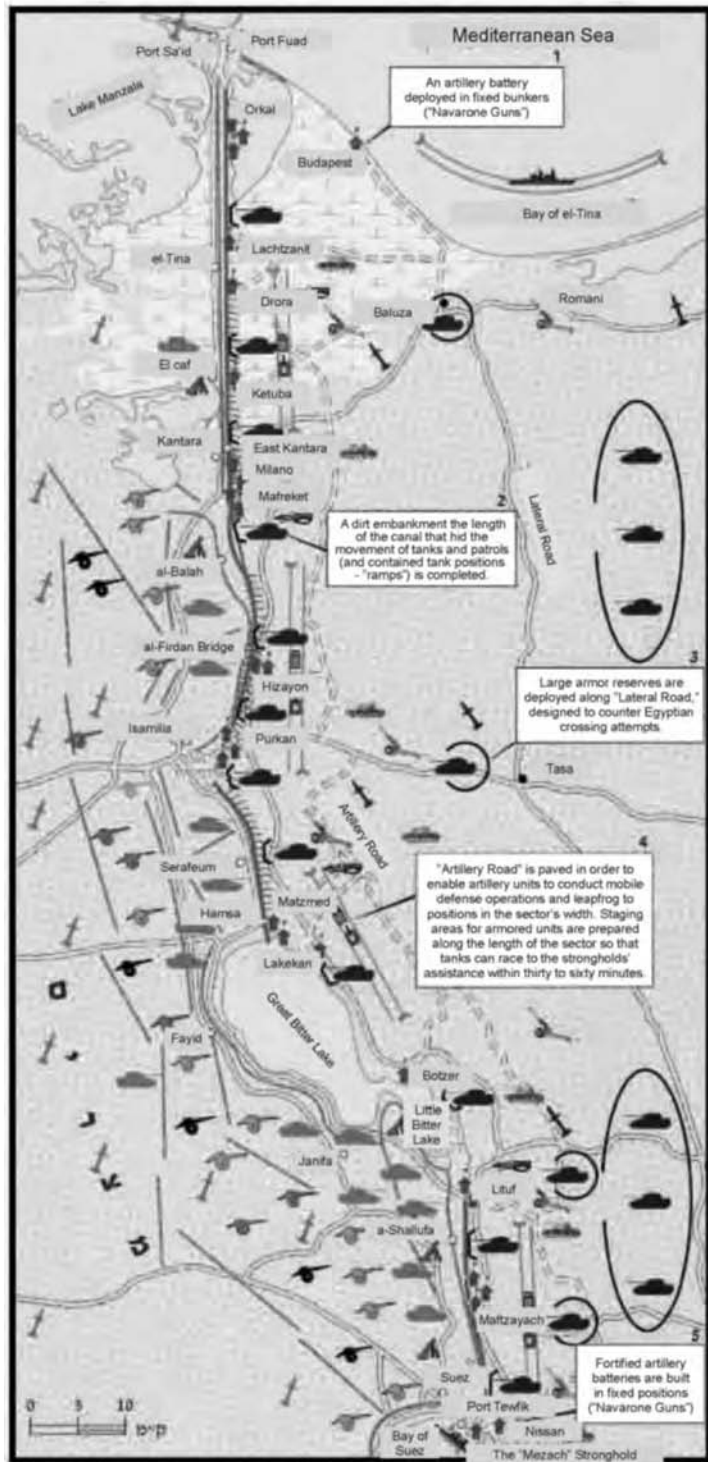 Mediterranean Sea
Port Fuad
Port Sa'id
1
An artillery battery
deployed in fixed bunkers
("Navarone Guns")
Lake Manzala
Orkal
Budapest
Bay of el-Tina
el-Tina
Lachtzanit
Drora
Baluza
Romani
El caf
Ketuba
Kantara
East Kantara
Milano
Mafreket
2
A dirt embankment the length
of the canal that hid the
movement of tanks and patrols
(and contained tank positions
- "ramps") is completed.
Lateral Road
al-Balah
al-Firdan Bridge
Hizayon
3
Large armor reserves are
deployed along "Lateral Road,"
designed to counter Egyptian
crossing attempts.
Isamilia
Purkan
Tasa
Artillery Road
4
"Artillery Road" is paved in order to
enable artillery units to conduct mobile
defense operations and leapfrog to
positions in the sector's width. Staging
areas for armored units are prepared
along the length of the sector so that
tanks can race to the strongholds'
assistance within thirty to sixty minutes.
Serafeum
Hamsa
Matzmed
Lakekan
Great Bitter Lake
Fayid
Botzer
Little
Bitter
Lake
Janifa
Lituf
a-Shallufa
Maftzayach
5
Fortified artillery
batteries are built
in fixed positions
("Navarone Guns")
Suez
Port Tewfik
Nissan
Bay of
Suez
The "Mezach" Stronghold
0 10
ק"מ